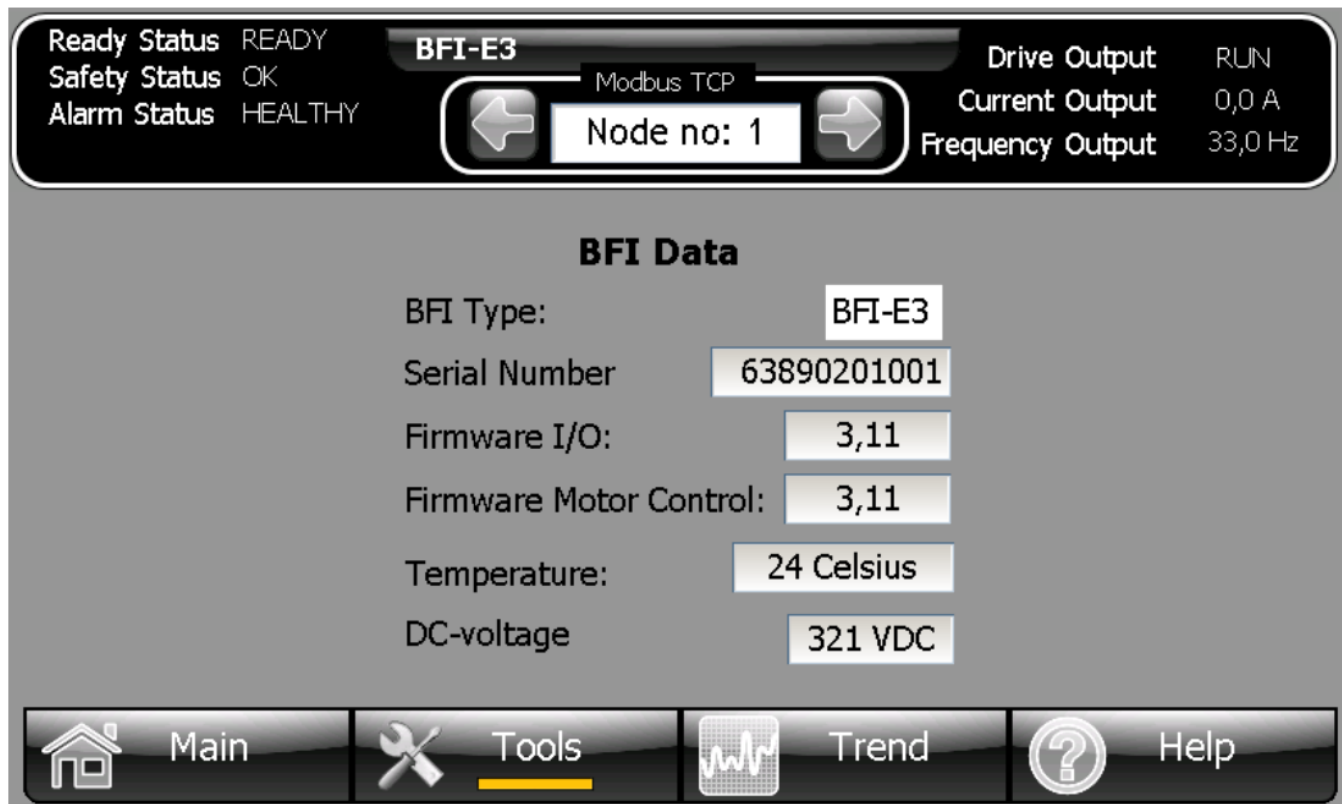 Ready Status READY
Safety Status OK
Alarm Status HEALTHY
BFI-E3
Modbus TCP
Node no: 1
Drive Output RUN
Current Output 0,0 A
Frequency Output 33,0 Hz
BFI Data
BFI Type: BFI-E3
Serial Number 63890201001
Firmware I/O: 3,11
Firmware Motor Control: 3,11
Temperature: 24 Celsius
DC-voltage 321 VDC
Main Tools Trend Help